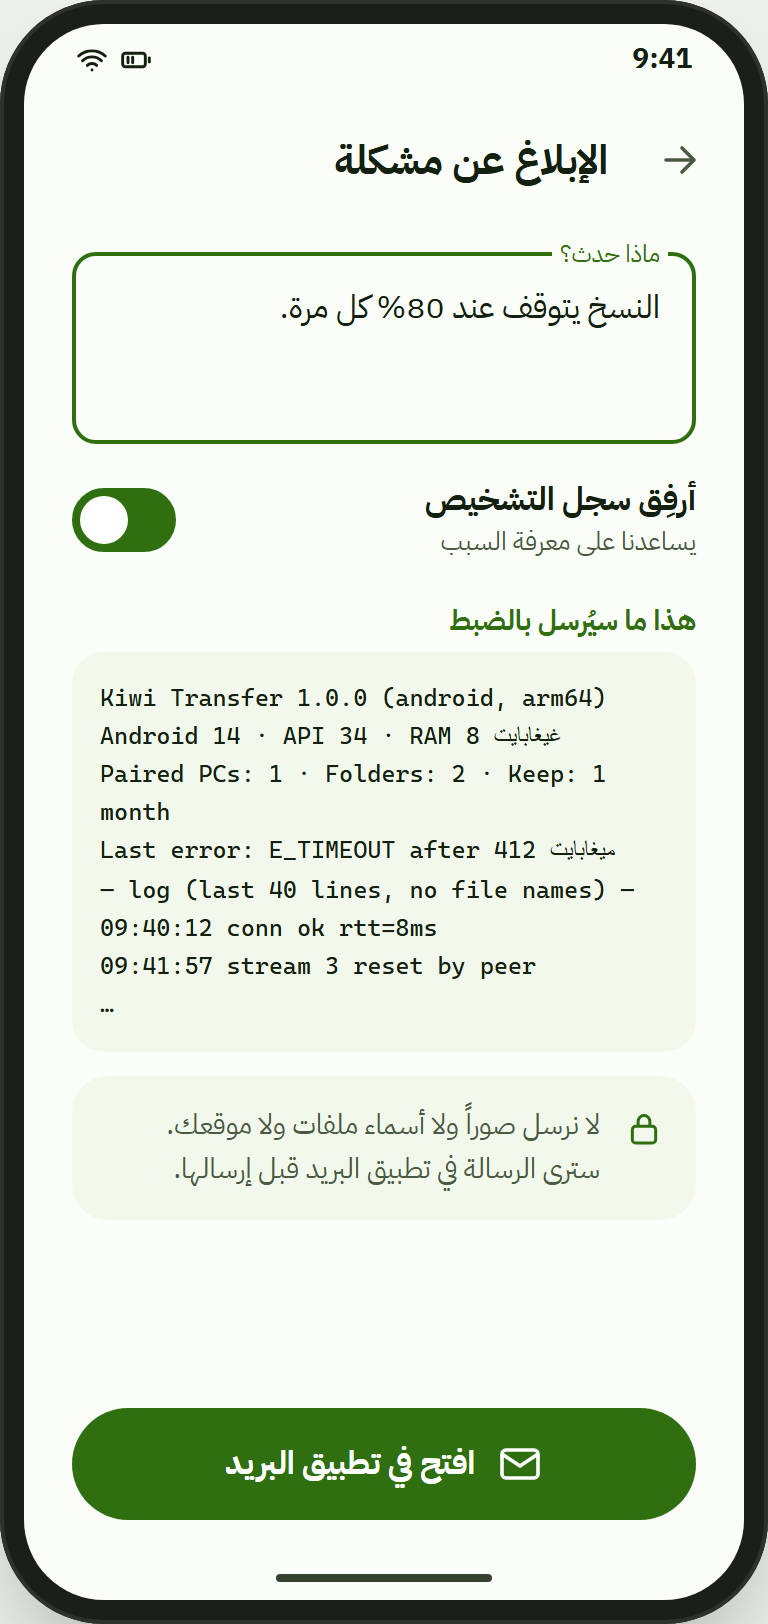 9:41
الإبلاغ عن مشكلة
ماذا حدث؟
النسخ يتوقف عند 80% كل مرة.
أرفِق سجل التشخيص
يساعدنا على معرفة السبب
هذا ما سيُرسل بالضبط
Kiwi Transfer 1.0.0 (android, arm64)
Android 14 · API 34 · RAM 8 غيغابايت
Paired PCs: 1 · Folders: 2 · Keep: 1
month
Last error: E_TIMEOUT after 412 ميغابايت
— log (last 40 lines, no file names) —
09:40:12 conn ok rtt=8ms
09:41:57 stream 3 reset by peer
…
لا نرسل صوراً ولا أسماء ملفات ولا موقعك.
سترى الرسالة في تطبيق البريد قبل إرسالها.
افتح في تطبيق البريد